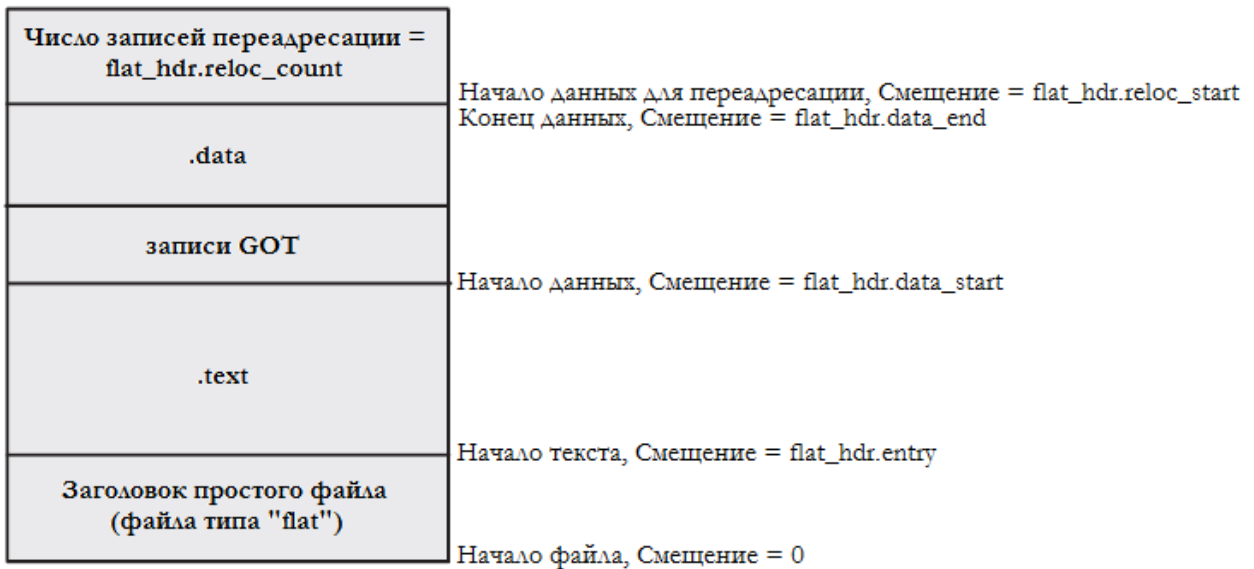 Число записей переадресации =
flat_hdr.reloc_count
Начало данных для переадресации, Смещение = flat_hdr.reloc_start
Конец данных, Смещение = flat_hdr.data_end
.data
записи GOT
Начало данных, Смещение = flat_hdr.data_start
.text
Начало текста, Смещение = flat_hdr.entry
Заголовок простого файла
(файла типа "flat")
Начало файла, Смещение = 0